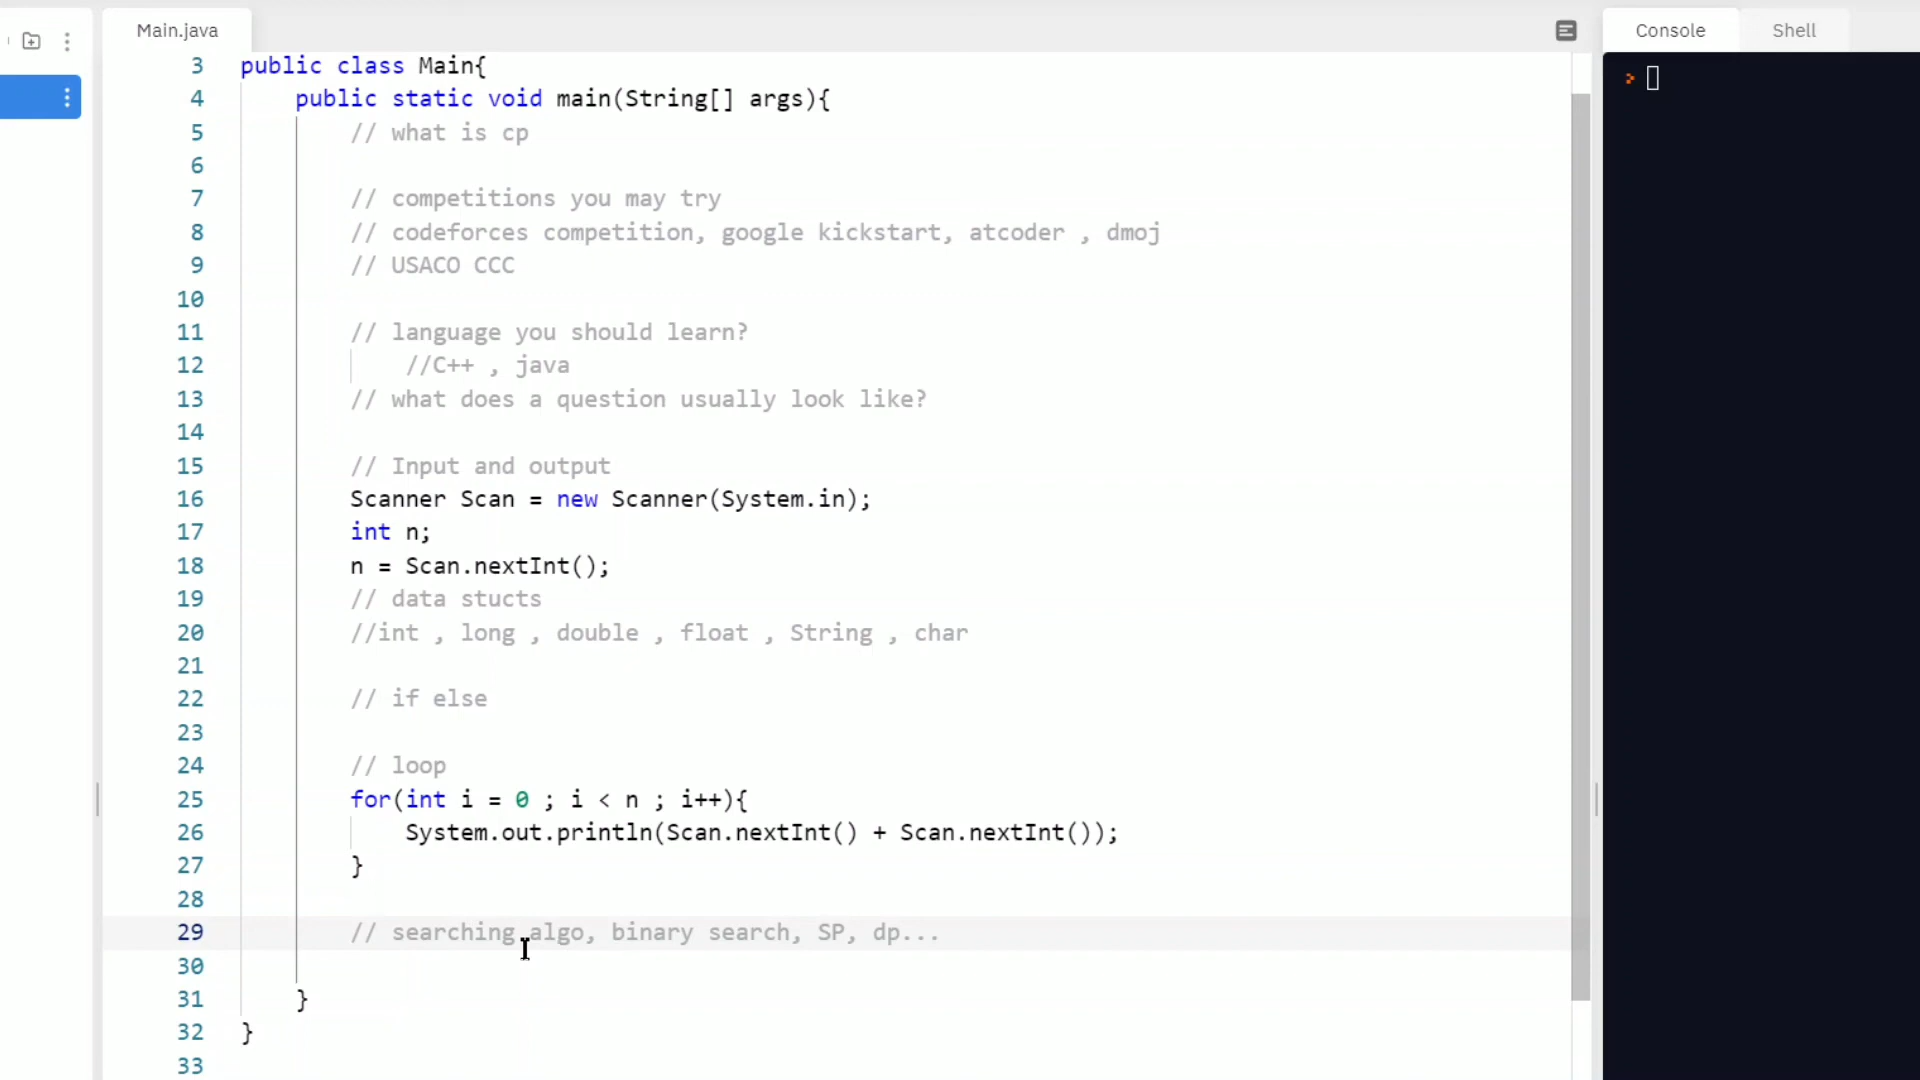 Main.java
Console
Shell
3 public class Main{
4 public static void main(String[] args){
5 // what is cp
6
7 // competitions you may try
8 // codeforces competition, google kickstart, atcoder , dmoj
9 // USACO CCC
10
11 // language you should learn?
12 //C++ , java
13 // what does a question usually look like?
14
15 // Input and output
16 Scanner Scan = new Scanner(System.in);
17 int n;
18 n = Scan.nextInt();
19 // data stucts
20 //int , long , double , float , String , char
21
22 // if else
23
24 // loop
25 for(int i = 0 ; i < n ; i++){
26 System.out.println(Scan.nextInt() + Scan.nextInt());
27 }
28
29 // searching algo, binary search, SP, dp...
30
31 }
32 }
33